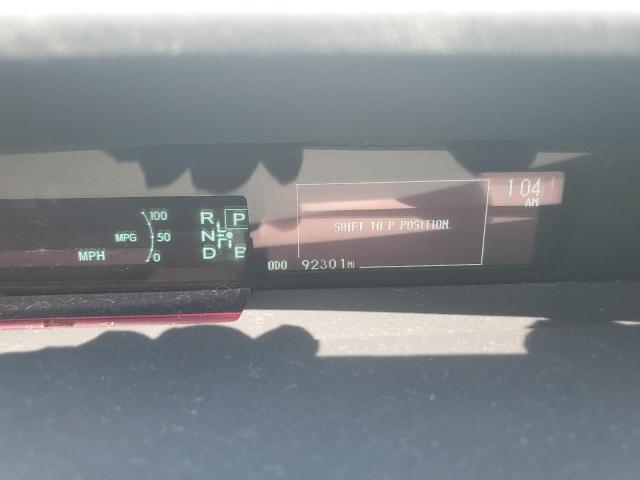 100
MPG 50
MPH 0
R P
N
D B
SHIFT TO P POSITION
ODO 92301 MI
1 04
AM